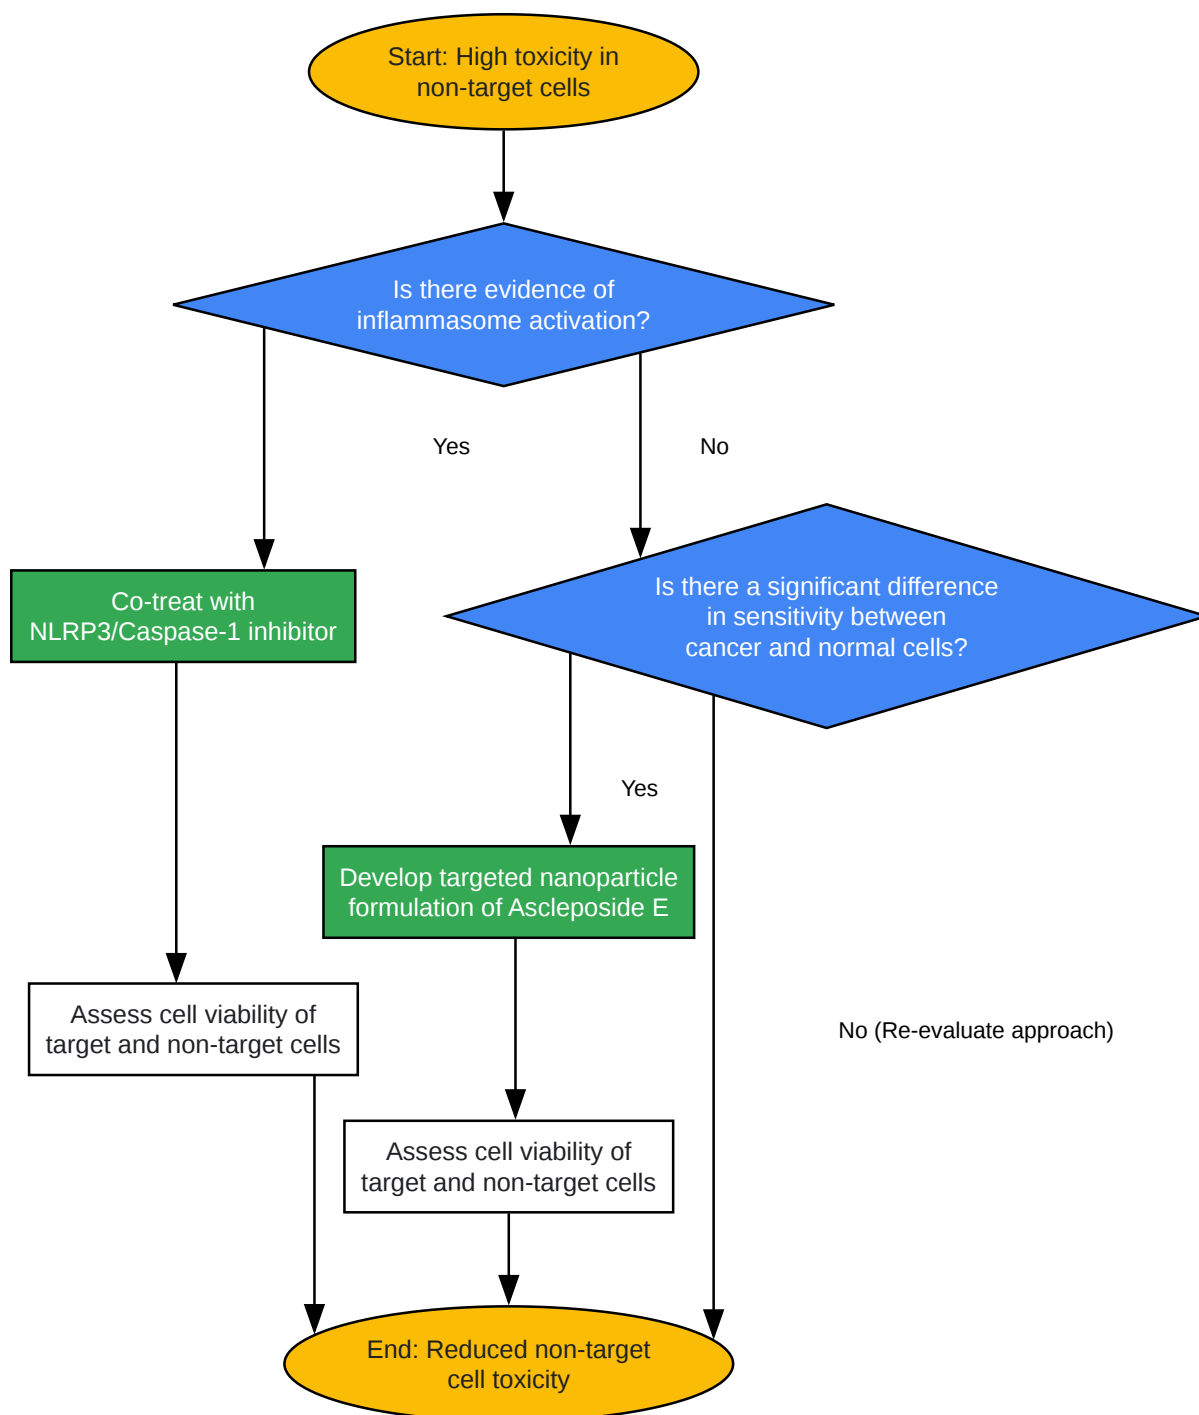 Start: High toxicity in
non-target cells
Is there evidence of
inflammasome activation?
Yes
No
Co-treat with
NLRP3/Caspase-1 inhibitor
Is there a significant difference
in sensitivity between
cancer and normal cells?
Yes
Develop targeted nanoparticle
formulation of Ascleposide E
Assess cell viability of
target and non-target cells
No (Re-evaluate approach)
Assess cell viability of
target and non-target cells
End: Reduced non-target
cell toxicity